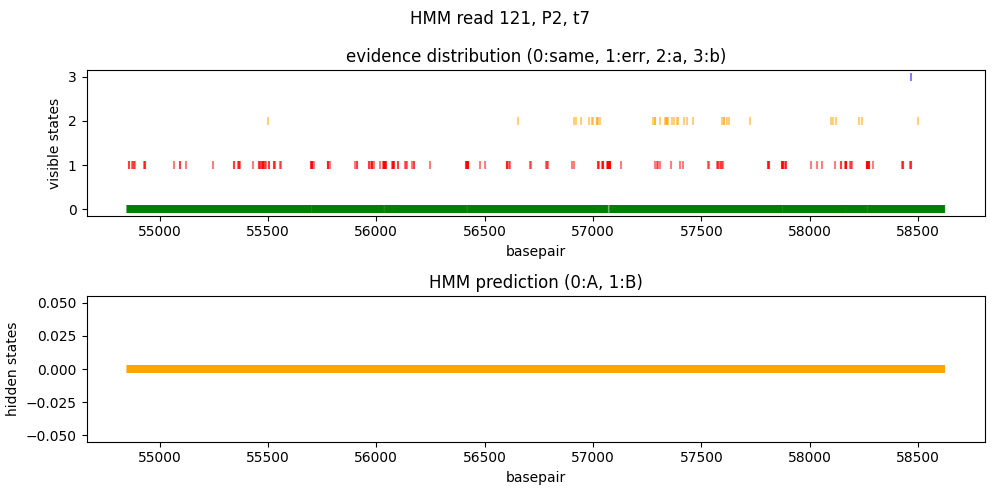 HMM read 121, P2, t7
evidence distribution (0:same, 1:err, 2:a, 3:b)
visible states
3
2
1
0
55000 55500 56000 56500 57000 57500 58000 58500
basepair
HMM prediction (0:A, 1:B)
hidden states
0.050
0.025
0.000
−0.025
−0.050
55000 55500 56000 56500 57000 57500 58000 58500
basepair